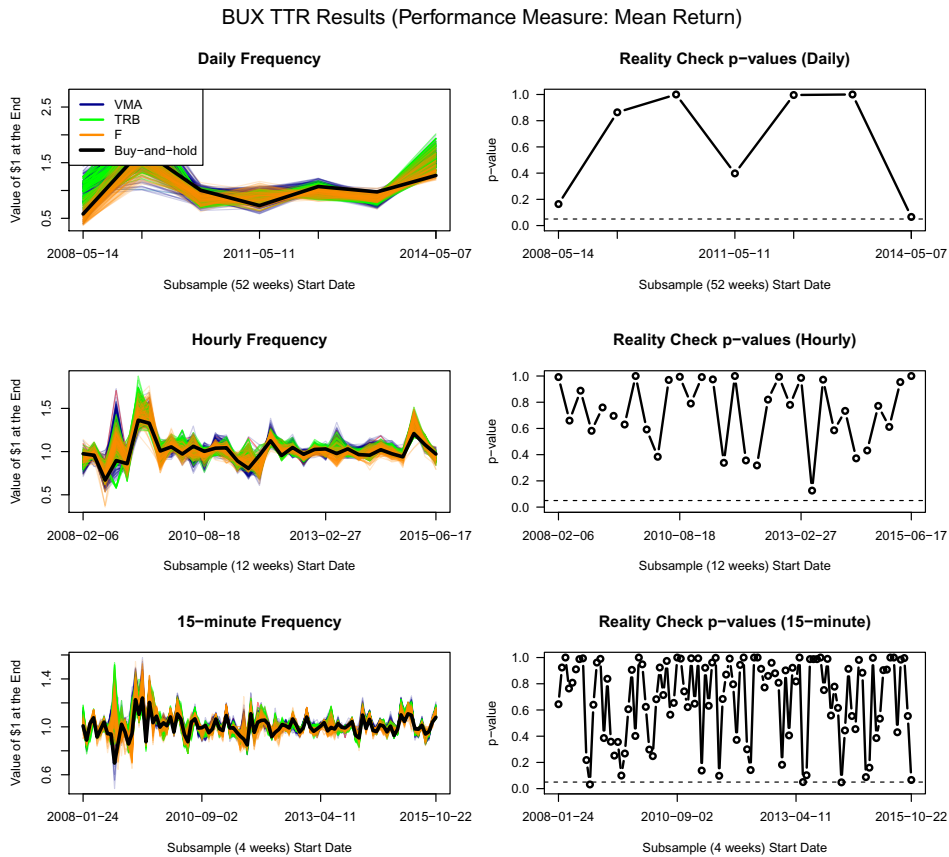 BUX TTR Results (Performance Measure: Mean Return)
Daily Frequency
Value of $1 at the End
2.5
1.5
0.5
VMA
TRB
F
Buy−and−hold
2008−05−14
2011−05−11
2014−05−07
Subsample (52 weeks) Start Date
Reality Check p−values (Daily)
p−value
1.0
0.8
0.6
0.4
0.2
0.0
2008−05−14
2011−05−11
2014−05−07
Subsample (52 weeks) Start Date
Hourly Frequency
Value of $1 at the End
1.5
1.0
0.5
2008−02−06
2010−08−18
2013−02−27
2015−06−17
Subsample (12 weeks) Start Date
Reality Check p−values (Hourly)
p−value
1.0
0.8
0.6
0.4
0.2
0.0
2008−02−06
2010−08−18
2013−02−27
2015−06−17
Subsample (12 weeks) Start Date
15−minute Frequency
Value of $1 at the End
1.4
1.0
0.6
2008−01−24
2010−09−02
2013−04−11
2015−10−22
Subsample (4 weeks) Start Date
Reality Check p−values (15−minute)
p−value
1.0
0.8
0.6
0.4
0.2
0.0
2008−01−24
2010−09−02
2013−04−11
2015−10−22
Subsample (4 weeks) Start Date